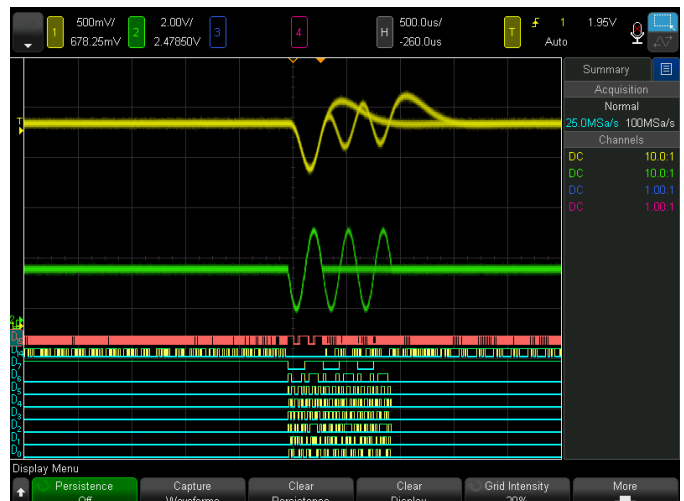 1 500mV/ 678.25mV 2 2.00V/ 2.47850V 3 4 H 500.0us/ -260.0us T 1 1.95V Auto
Summary
Acquisition
Normal
25.0MSa/s 100MSa/s
Channels
DC 10.0:1
DC 10.0:1
DC 1.00:1
DC 1.00:1
T
D7
D6
D5
D4
D3
D2
D1
D0
Display Menu
Persistence Capture Clear Clear Grid Intensity More
Off Waveforms Persistence Display 20%